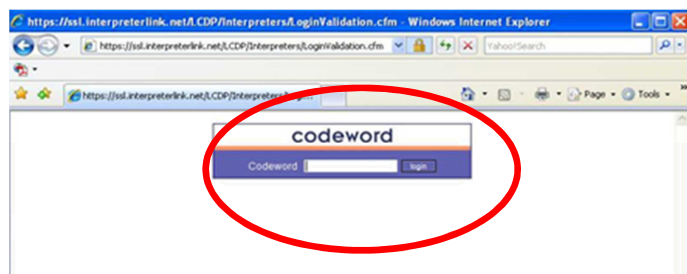 https://ssl.interpreterlink.net/LCDP/Interpreters/LoginValidation.cfm - Windows Internet Explorer
https://ssl.interpreterlink.net/LCDP/Interpreters/LoginValidation.cfm Yahoo! Search
https://ssl.interpreterlink.net/LCDP/Interpreters/Logi... Page Tools
codeword
Codeword login